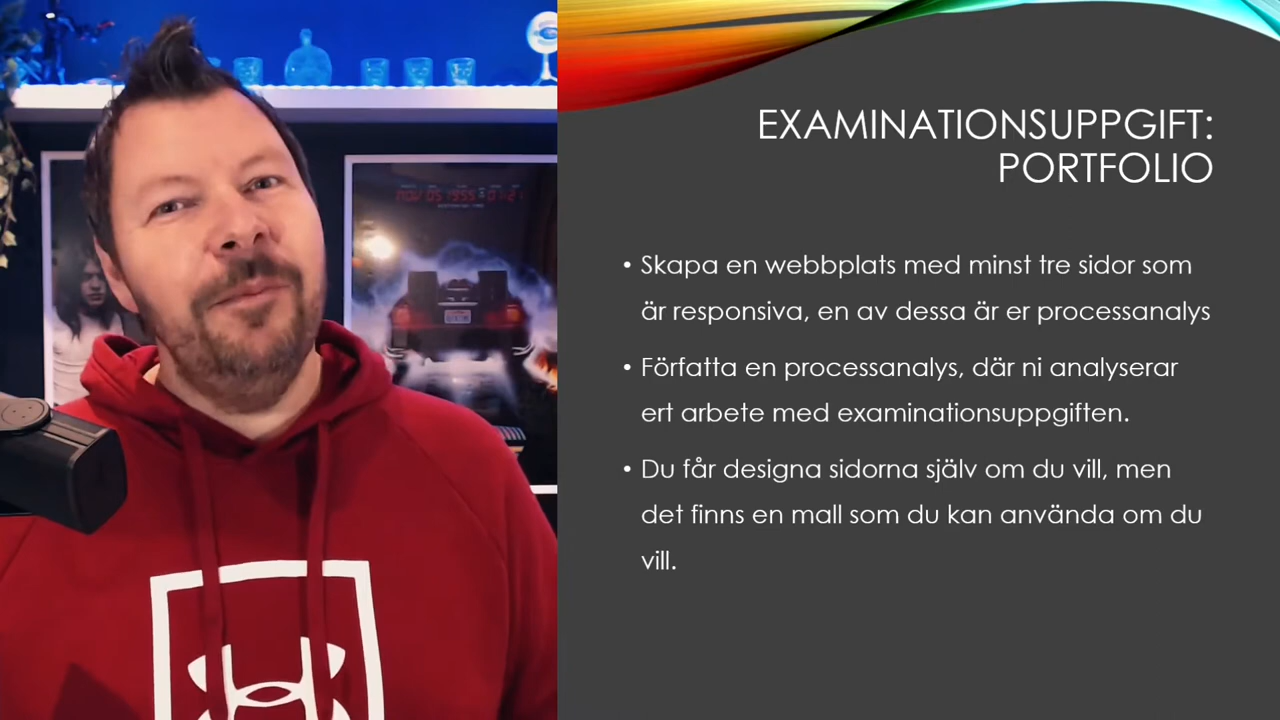 EXAMINATIONSUPPGIFT:
PORTFOLIO
• Skapa en webbplats med minst tre sidor som
är responsiva, en av dessa är er processanalys
• Författa en processanalys, där ni analyserar
ert arbete med examinationsuppgiften.
• Du får designa sidorna själv om du vill, men
det finns en mall som du kan använda om du
vill.